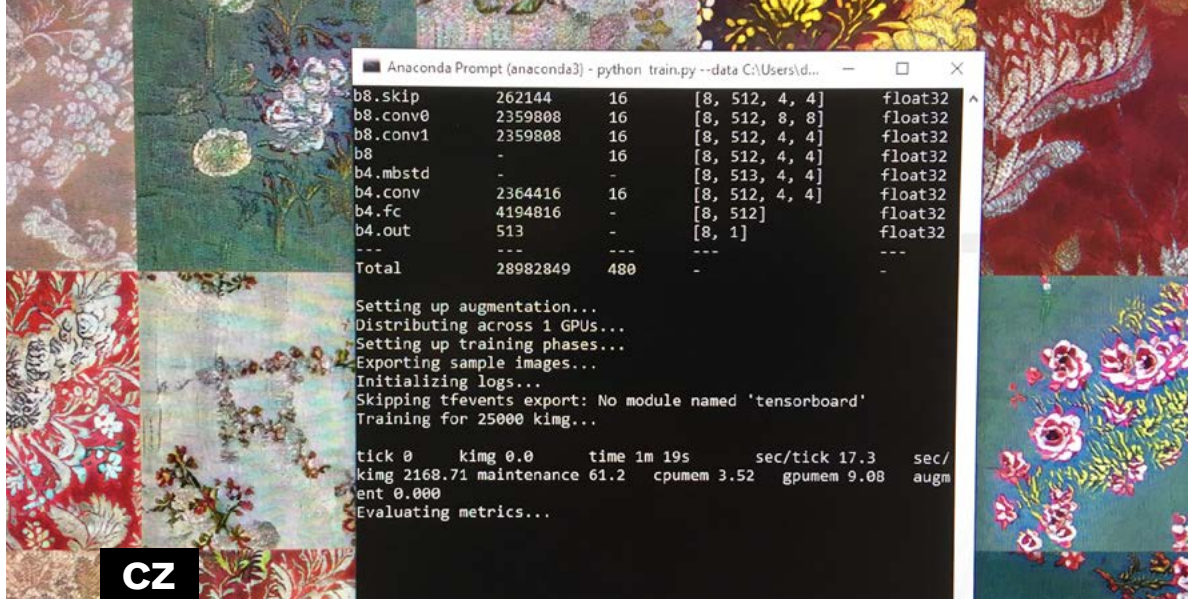 Anaconda Prompt (anaconda3) - python train.py --data C:\Users\d...
b8.skip 262144 16 [8, 512, 4, 4] float32
b8.conv0 2359808 16 [8, 512, 8, 8] float32
b8.conv1 2359808 16 [8, 512, 4, 4] float32
b8 - 16 [8, 512, 4, 4] float32
b4.mbstd - - [8, 513, 4, 4] float32
b4.conv 2364416 16 [8, 512, 4, 4] float32
b4.fc 4194816 - [8, 512] float32
b4.out 513 - [8, 1] float32
--- --- --- --- ---
Total 28982849 480 - -
Setting up augmentation...
Distributing across 1 GPUs...
Setting up training phases...
Exporting sample images...
Initializing logs...
Skipping tfevents export: No module named 'tensorboard'
Training for 25000 kimg...
tick 0 kimg 0.0 time 1m 19s sec/tick 17.3 sec/
kimg 2168.71 maintenance 61.2 cpumem 3.52 gpumem 9.08 augm
ent 0.000
Evaluating metrics...
CZ